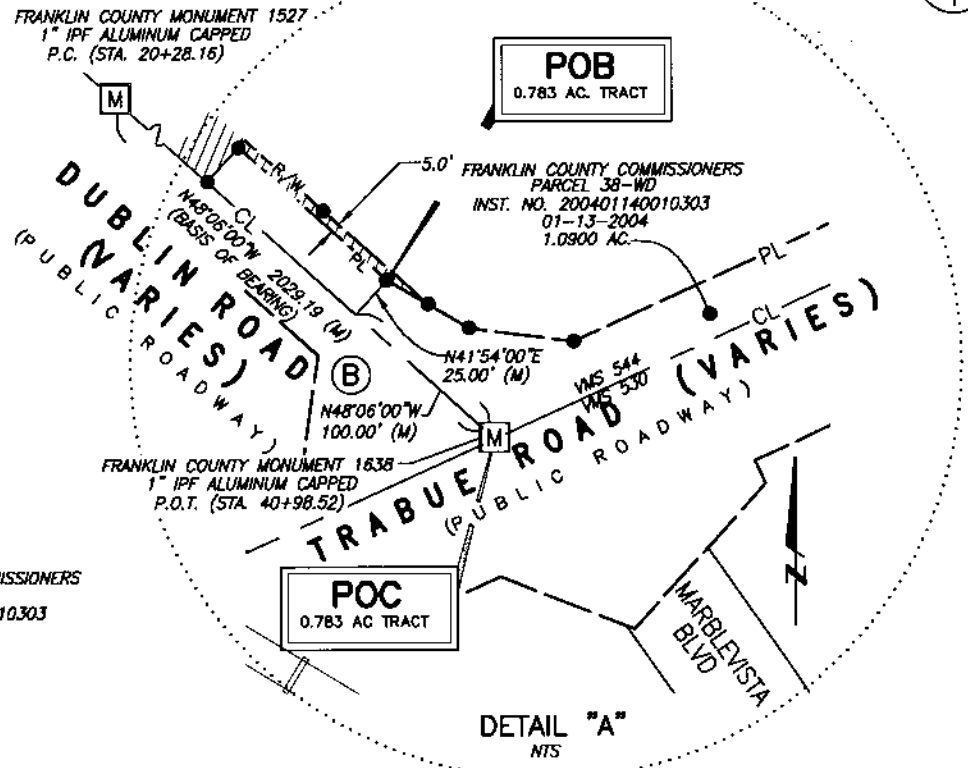 FRANKLIN COUNTY MONUMENT 1527
1" IPF ALUMINUM CAPPED
P.C. (STA. 20+28.16)
M
POB
0.783 AC. TRACT
5.0'
FRANKLIN COUNTY COMMISSIONERS
PARCEL 38-WD
INST. NO. 200401140010303
01-13-2004
1.0900 AC.
R/W
CL
PL
PL
CL
N48°06'00"W 2029.19 (M)
(BASIS OF BEARING)
DUBLIN ROAD
(VARIES)
(PUBLIC ROADWAY)
B
N41°54'00"E
25.00' (M)
N48°06'00"W
100.00' (M)
VMS 544
VMS 530
M
FRANKLIN COUNTY MONUMENT 1638
1" IPF ALUMINUM CAPPED
P.O.T. (STA. 40+98.52)
TRABUE ROAD (VARIES)
(PUBLIC ROADWAY)
ISSIONERS
10303
POC
0.783 AC TRACT
MARBLEVISTA
BLVD
Z
DETAIL "A"
NTS